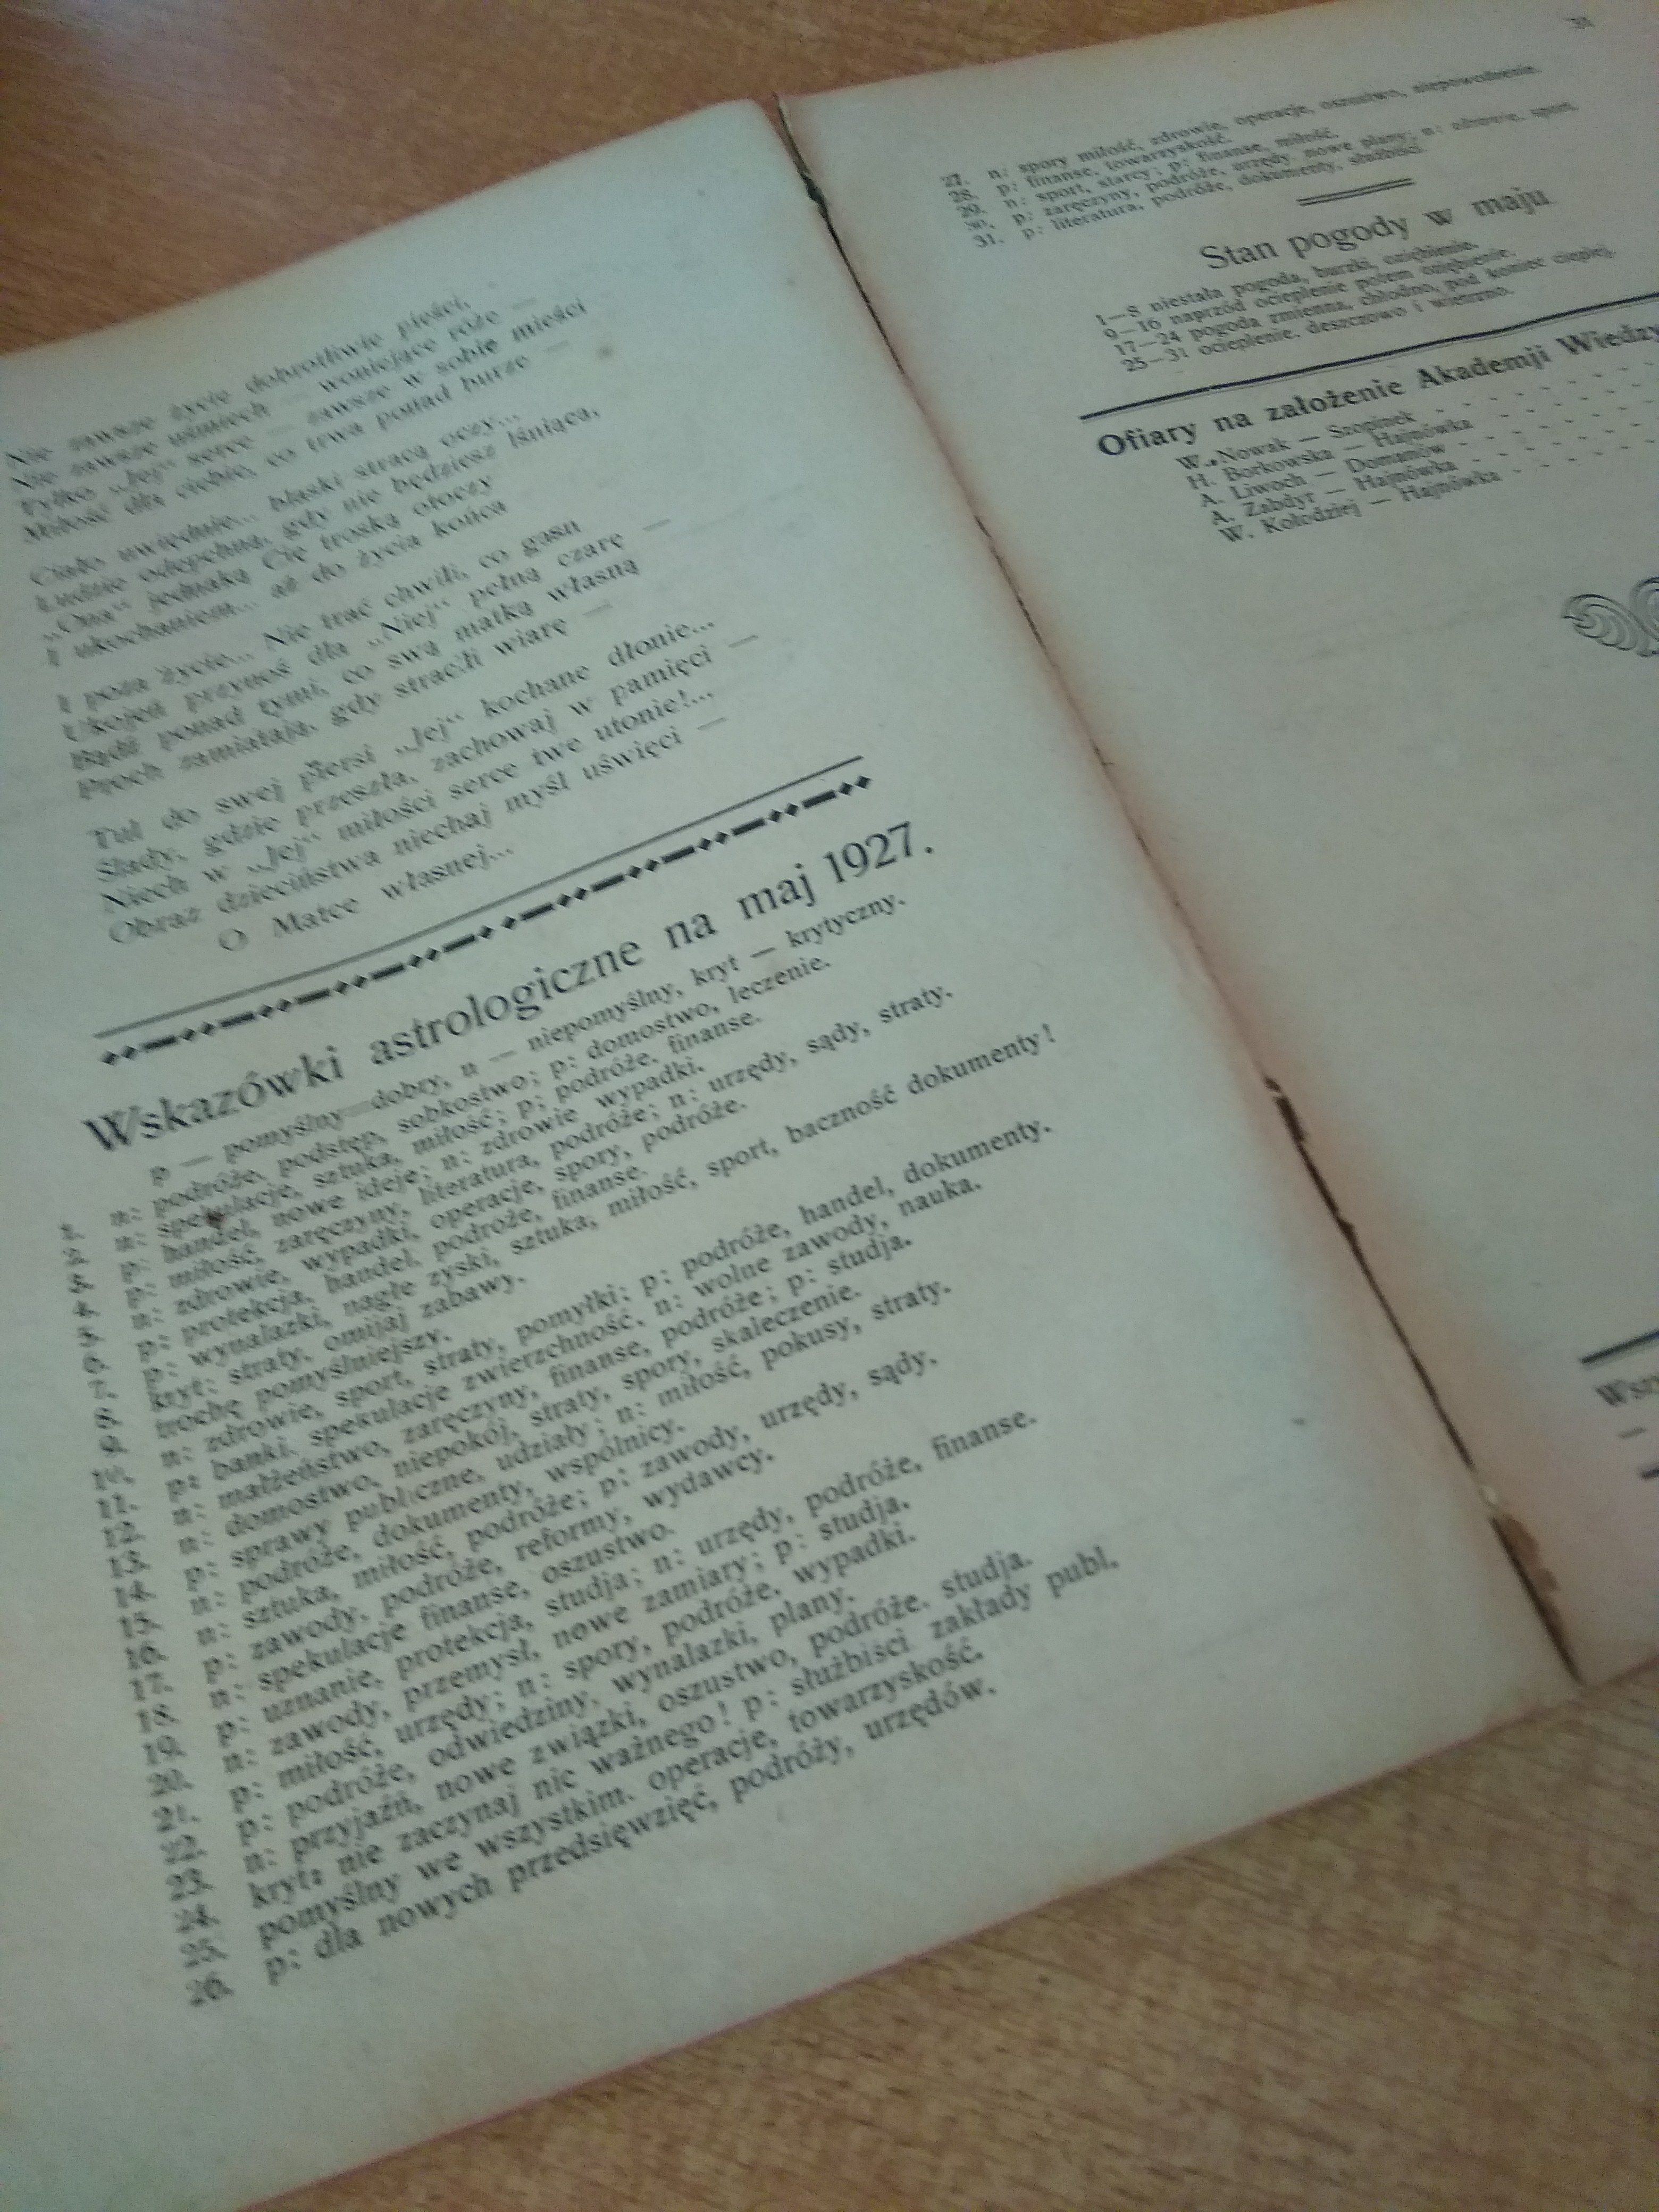 Nie zawsze życie dobrotliwie pieści,
Nie zawsze uśmiech — woniejące róże —
Tylko „Jej“ serce — zawsze w sobie mieści
Miłość dla ciebie, co trwa ponad burze —
Ciało uwiędnie... blaski stracą oczy...
Ludzie odepchną, gdy nie będziesz lśniąca,
„Ona“ jednaka Cię troską otoczy
I ukochaniem... aż do życia końca
I poza życie... Nie trać chwili, co gasn
Ukojeń przynoś dla „Niej“ pełną czarę —
Bądź ponad tymi, co swą matką własną
Proch zamiatają, gdy stracili wiarę —
Tul do swej piersi „Jej“ kochane dłonie...
Ślady, gdzie przeszła, zachowaj w pamięci —
Niech w „Jej“ miłości serce twe utonie!...
Obraz dzieciństwa niechaj myśl uświęci —
O Matce własnej...
Wskazówki astrologiczne na maj 1927.
p — pomyślny dobry, n — niepomyślny, kryt — krytyczny.
1. n: podróże, podstęp, sobkostwo; p: domostwo, leczenie.
2. n: spekulacje, sztuka, miłość; p: podróże, finanse.
3. p: handel, nowe ideje; n: zdrowie wypadki.
4. p: miłość, zaręczyny, literatura, podróże; n: urzędy, sądy, straty.
5. n: zdrowie, wypadki, operacje, spory, podróże.
6. p: protekcja, handel, podróże, finanse.
7. p: wynalazki, nagłe zyski, sztuka, miłość, sport, baczność dokumenty!
8. kryt: straty, omijaj zabawy.
9. trochę pomyślniejszy.
10. n: zdrowie, sport, straty, pomyłki; p: podróże, handel, dokumenty.
11. p: banki, spekulacje zwierzchność, n: wolne zawody, nauka.
12. n: małżeństwo, zaręczyny, finanse, podróże; p: studja.
13. n: domostwo, niepokój, straty, spory, skaleczenie.
14. p: sprawy publiczne, udziały; n: miłość, pokusy, straty.
15. n: podróże, dokumenty, wspólnicy.
16. n: sztuka, miłość, podróże; p: zawody, urzędy, sądy.
17. p: zawody, podróże, reformy, wydawcy.
18. n: spekulacje finanse, oszustwo.
19. p: uznanie, protekcja, studja; n: urzędy, podróże, finanse.
20. n: zawody, przemysł, nowe zamiary; p: studja.
21. p: miłość, urzędy; n: spory, podróże, wypadki.
22. p: podróże, odwiedziny, wynalazki, plany.
23. n: przyjaźń, nowe związki, oszustwo, podróże, studja.
24. kryt: nie zaczynaj nic ważnego! p: służbiści zakłady publ.
25. pomyślny we wszystkim. operacje, towarzyskość.
26. p: dla nowych przedsięwzięć, podróży, urzędów.
31
27. n: spory miłość, zdrowie, operacje, oszustwo, niepowodzenie.
28. p: finanse, towarzyskość.
29. n: sport, starcy; p: finanse, miłość.
30. p: zaręczyny, podróże, urzędy nowe plany; n: zdrowie, sport.
31. p: literatura, podróże, dokumenty, służbiści.
Stan pogody w maju
1—8 niestała pogoda, burzki, oziębienie.
9—16 naprzód ocieplenie potem oziębienie.
17—24 pogoda zmienna, chłodno, pod koniec cieplej.
25—31 ocieplenie. deszczowo i wietrzno.
Ofiary na założenie Akademji Wiedzy
W. Nowak — Szopinek
H. Borkowska — Hajnówka
A. Liwoch — Domanów
A. Zabdyr — Hajnówka
W. Kołodziej — Hajnówka